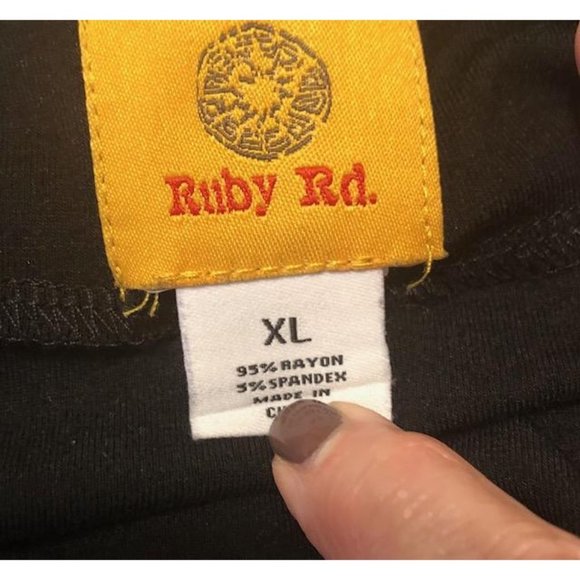 Ruby Rd.
XL
95% RAYON
5% SPANDEX
MADE IN